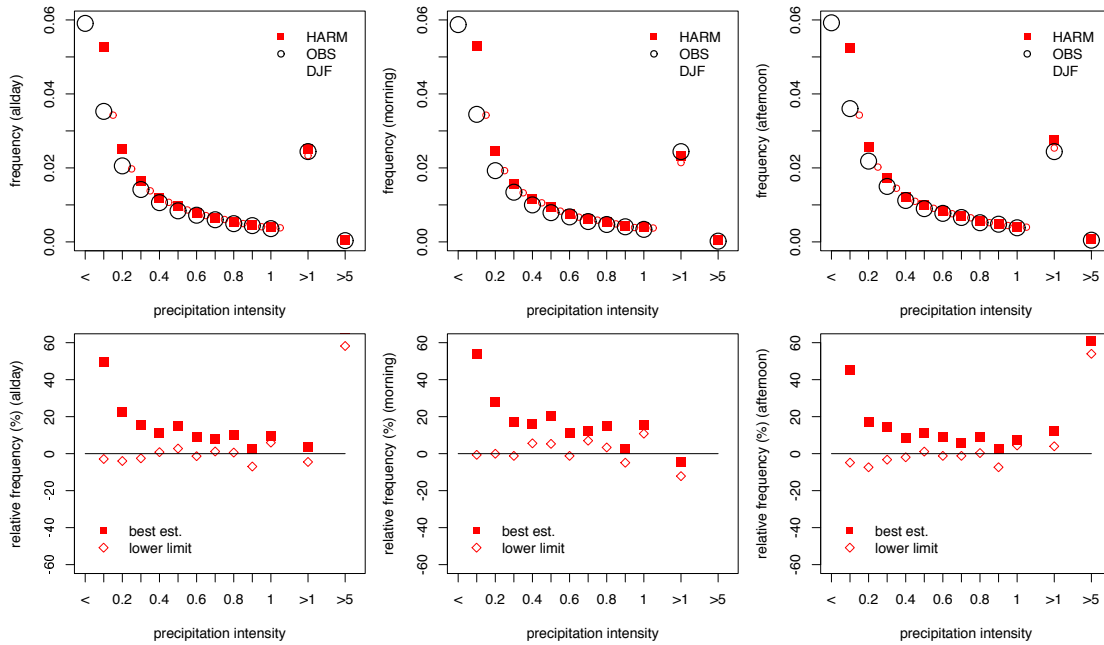 frequency (allday)
0.00
0.02
0.04
0.06
HARM
OBS
DJF
< 0.2 0.4 0.6 0.8 1 >1 >5
precipitation intensity
frequency (morning)
0.00
0.02
0.04
0.06
HARM
OBS
DJF
< 0.2 0.4 0.6 0.8 1 >1 >5
precipitation intensity
frequency (afternoon)
0.00
0.02
0.04
0.06
HARM
OBS
DJF
< 0.2 0.4 0.6 0.8 1 >1 >5
precipitation intensity
relative frequency (%) (allday)
-60
-40
-20
0
20
40
60
best est.
lower limit
< 0.2 0.4 0.6 0.8 1 >1 >5
precipitation intensity
relative frequency (%) (morning)
-60
-40
-20
0
20
40
60
best est.
lower limit
< 0.2 0.4 0.6 0.8 1 >1 >5
precipitation intensity
relative frequency (%) (afternoon)
-60
-40
-20
0
20
40
60
best est.
lower limit
< 0.2 0.4 0.6 0.8 1 >1 >5
precipitation intensity